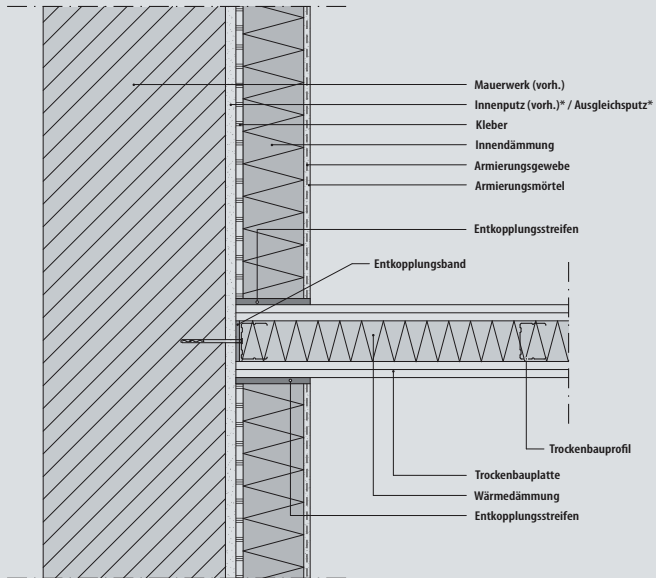 Mauerwerk (vorh.)
Innenputz (vorh.)* / Ausgleichsputz*
Kleber
Innendämmung
Armierungsgewebe
Armierungsmörtel
Entkopplungsstreifen
Entkopplungsband
Trockenbauprofil
Trockenbauplatte
Wärmedämmung
Entkopplungsstreifen